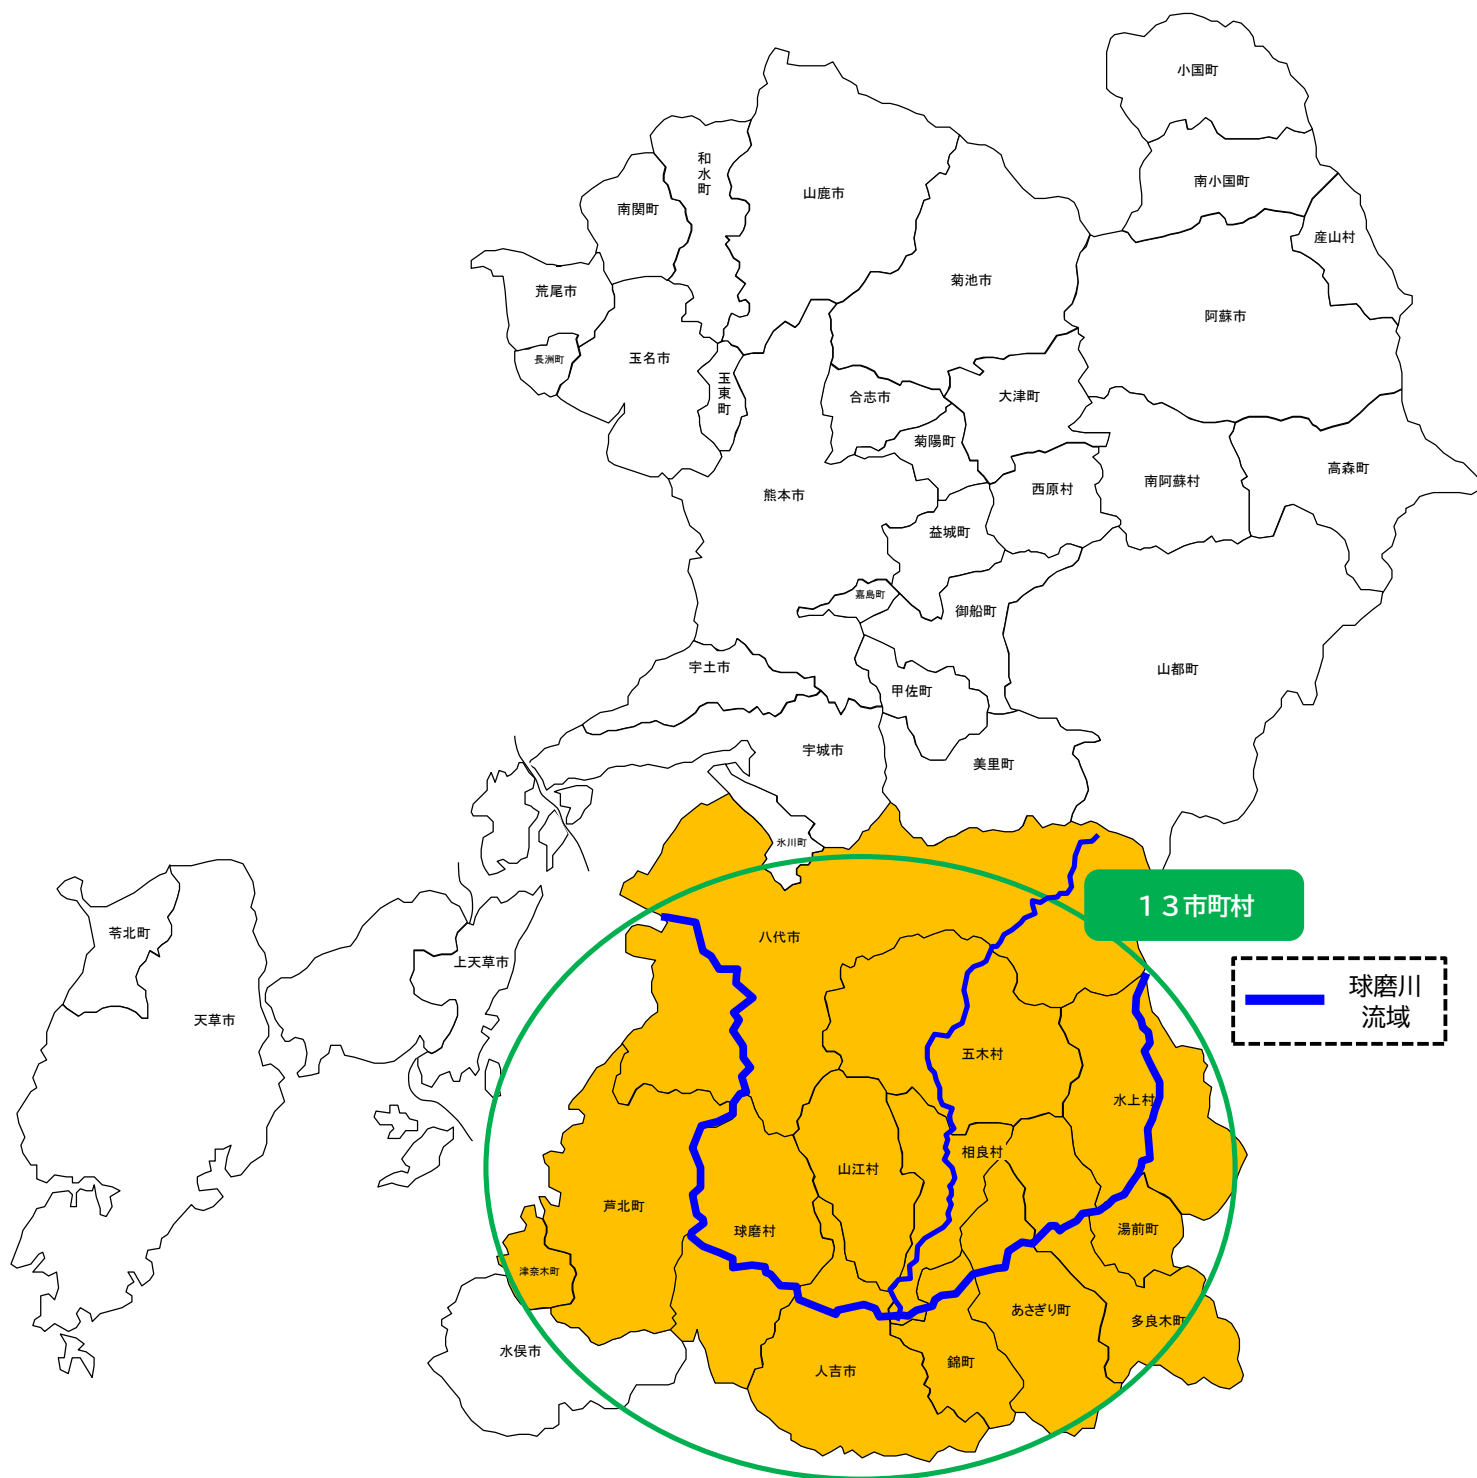 小国町
南小国町
産山村
和水町
山鹿市
南関町
菊池市
荒尾市
阿蘇市
長洲町
玉名市
玉東町
合志市
大津町
菊陽町
高森町
熊本市
西原村
南阿蘇村
益城町
嘉島町
御船町
宇土市
山都町
甲佐町
宇城市
美里町
氷川町
13市町村
苓北町
上天草市
八代市
天草市
球磨川
流域
五木村
水上村
相良村
山江村
芦北町
球磨村
湯前町
津奈木町
あさぎり町
多良木町
水俣市
人吉市
錦町